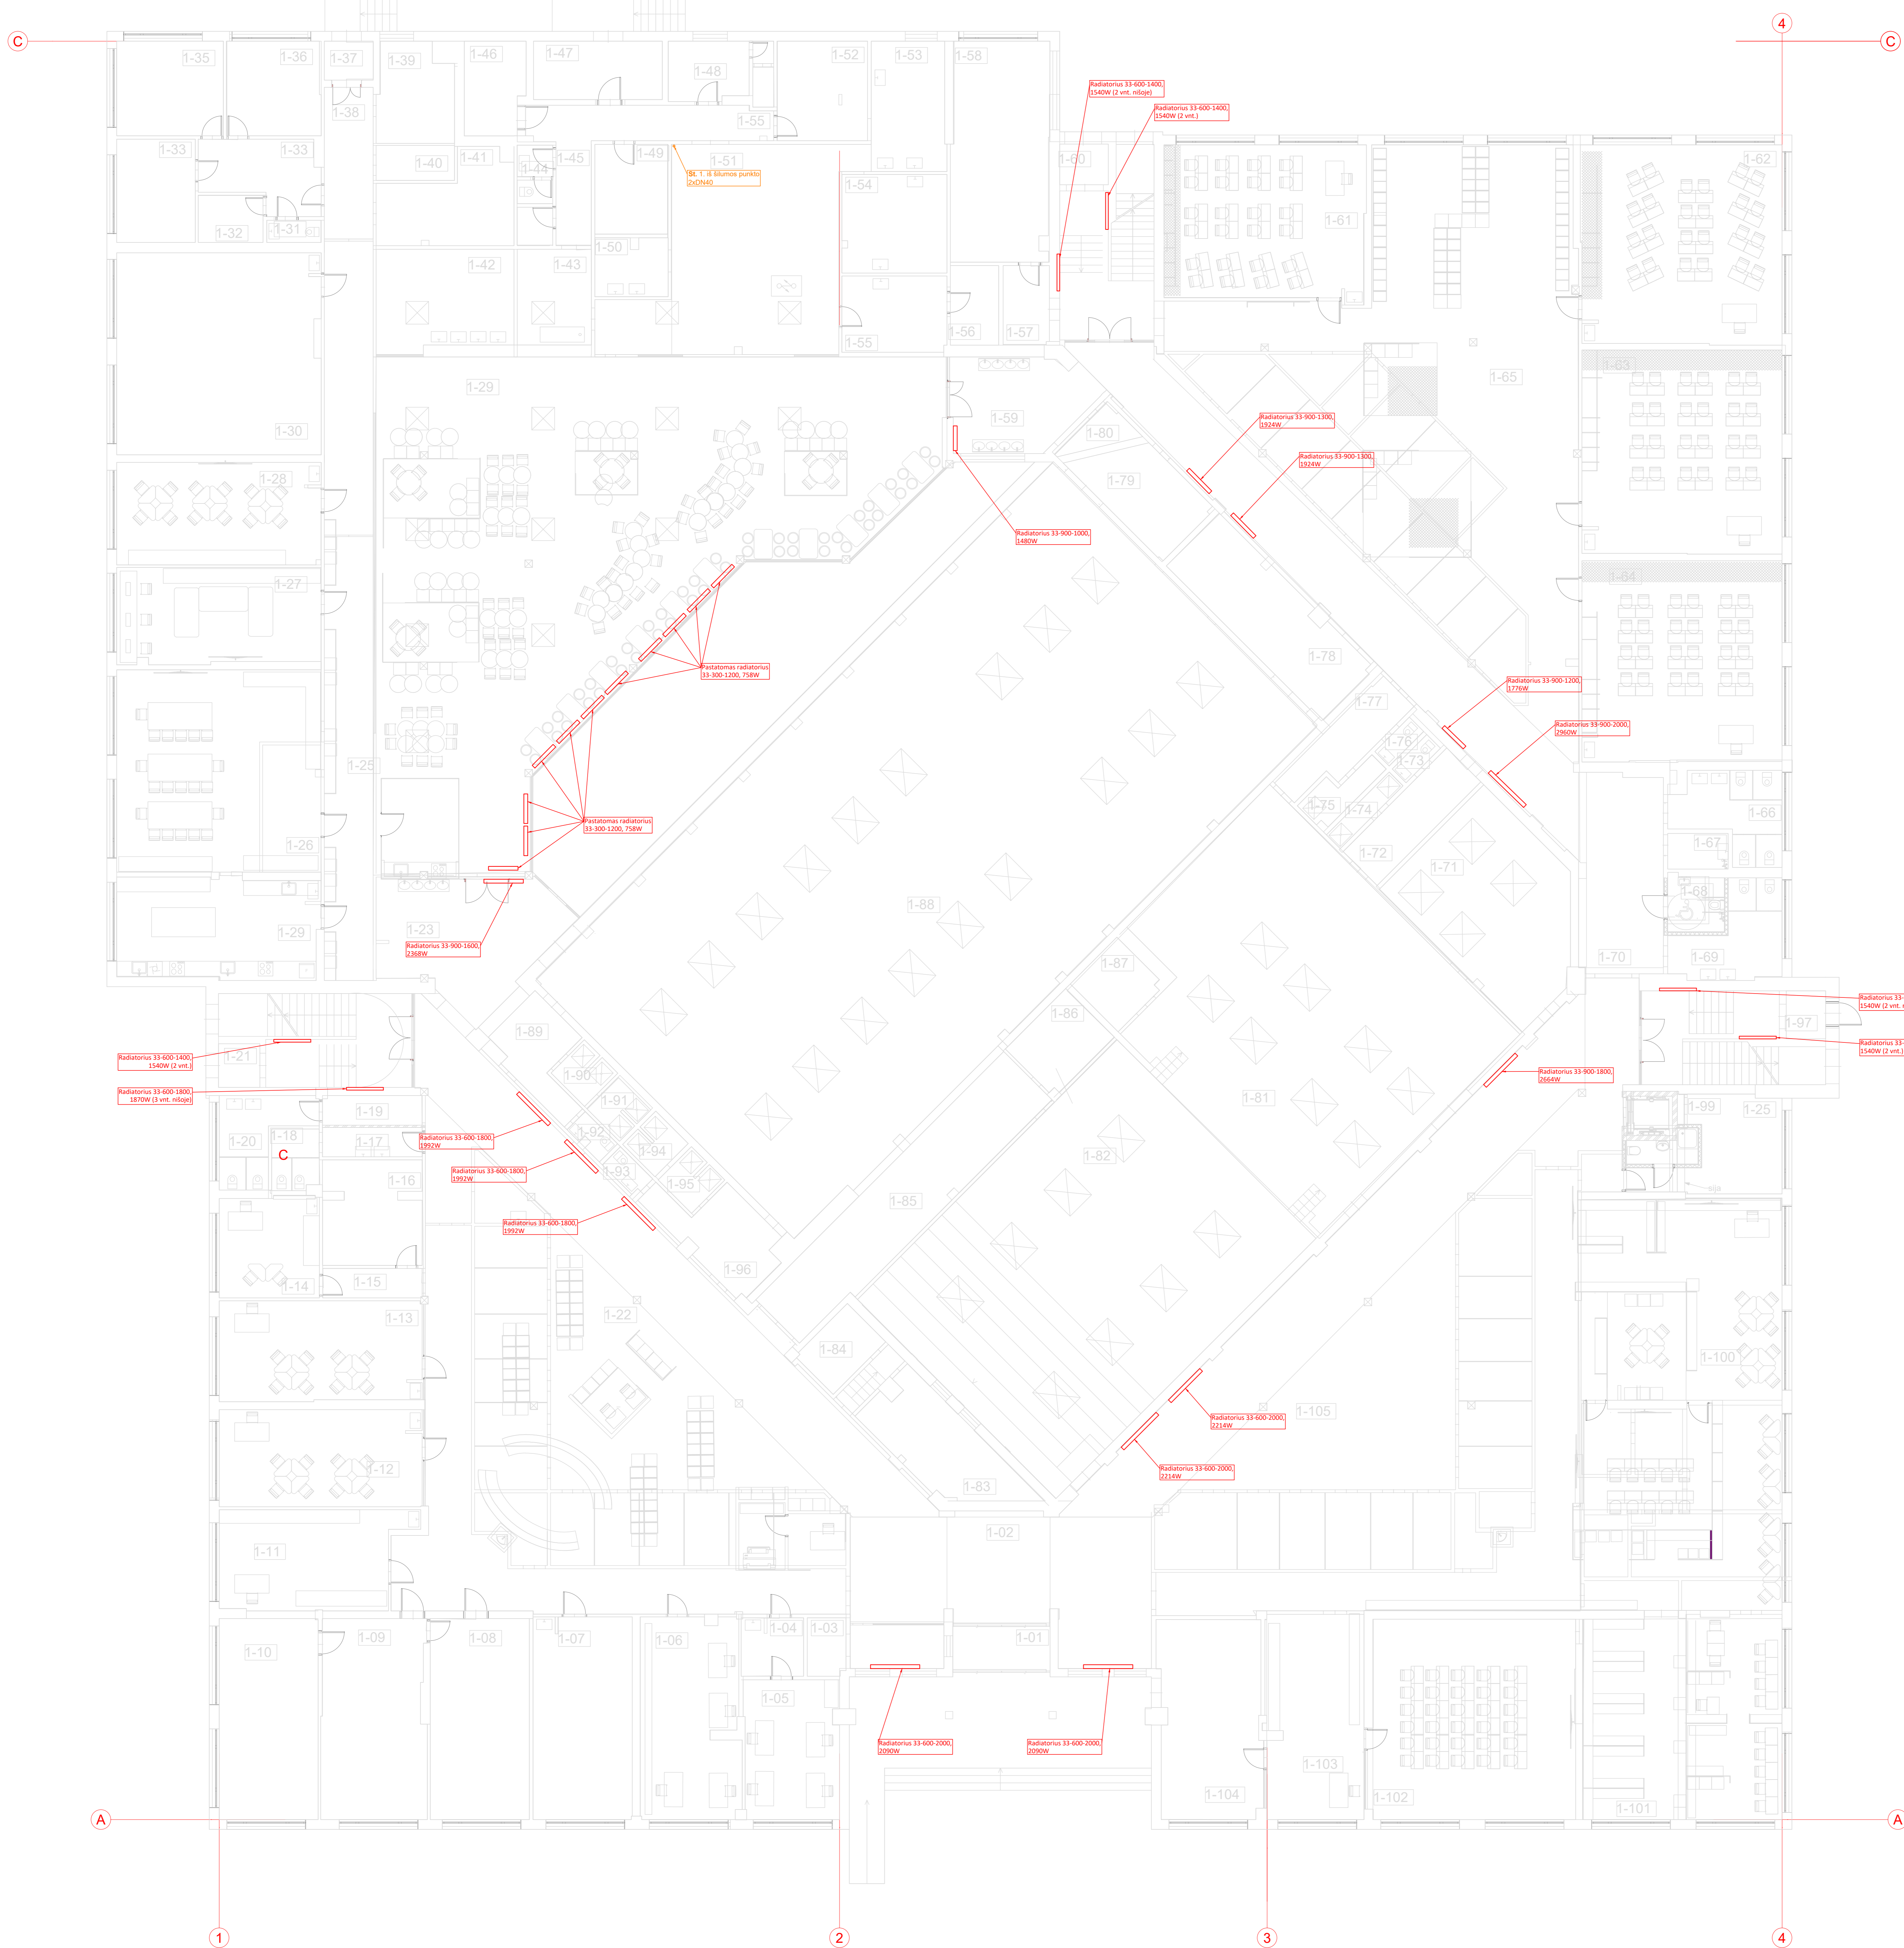 4
C
C
1-35
1-36
1-37
1-39
1-46
1-47
1-48
1-52
1-53
1-58
1-38
1-55
Radiatorius 33-600-1400,
1540W (2 vnt. nišoje)
Radiatorius 33-600-1400,
1540W (2 vnt.)
1-33
1-33
1-40
1-41
1-44
1-45
1-49
1-51
St. 1 iš šilumos punkto
2xDN40
1-54
1-60
1-61
1-62
1-32
1-31
1-50
1-42
1-43
1-55
1-56
1-57
1-63
1-65
1-29
1-30
1-59
1-80
Radiatorius 33-900-1300,
1924W
Radiatorius 33-900-1300,
1924W
1-28
1-79
Radiatorius 33-900-1000,
1480W
1-27
1-64
Pastatomas radiatorius
33-300-1200, 758W
1-78
1-77
Radiatorius 33-900-1200,
1776W
Radiatorius 33-900-2000,
2960W
1-76
1-73
1-75
1-74
1-72
1-71
1-25
1-26
Pastatomas radiatorius
33-300-1200, 758W
1-66
1-67
1-68
1-88
1-23
1-29
Radiatorius 33-900-1600,
2368W
1-87
1-70
1-69
1-86
1-89
1-21
Radiatorius 33-600-1400,
1540W (2 vnt.)
Radiatorius 33-600-1800,
1870W (3 vnt. nišoje)
Radiatorius 33-
1540W (2 vnt.
1-97
Radiatorius 33-
1540W (2 vnt.)
Radiatorius 33-900-1800,
2664W
1-90
1-91
1-92
1-94
1-93
1-95
1-81
1-82
1-99
1-25
1-19
1-20
1-18
1-17
C
1-16
Radiatorius 33-600-1800,
1992W
Radiatorius 33-600-1800,
1992W
Radiatorius 33-600-1800,
1992W
1-85
1-96
1-14
1-15
1-13
1-22
1-84
1-100
1-105
Radiatorius 33-600-2000,
2214W
Radiatorius 33-600-2000,
2214W
1-12
1-83
1-11
1-02
1-10
1-09
1-08
1-07
1-06
1-04
1-03
1-01
1-05
Radiatorius 33-600-2000,
2090W
Radiatorius 33-600-2000,
2090W
1-104
1-103
1-102
1-101
A
A
1
2
3
4